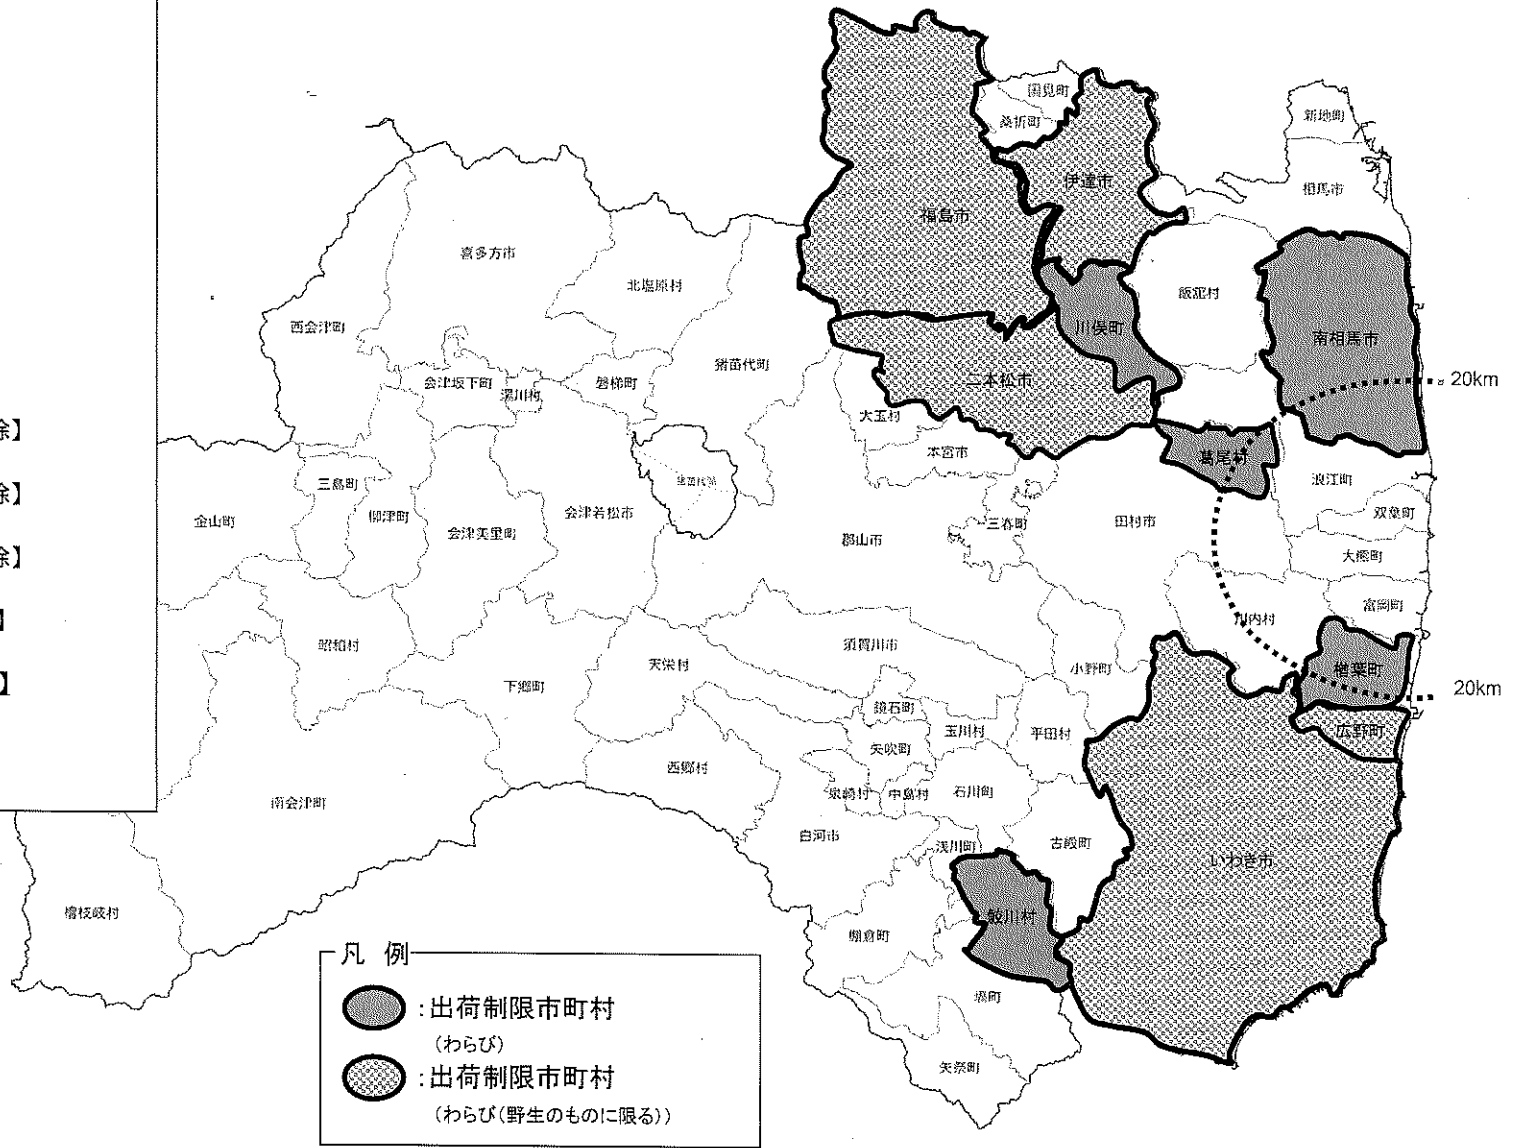 除】
除】
除】
】
】
国見町
桑折町
新地町
相馬市
伊達市
福島市
喜多方市
北塩原村
飯舘村
西会津町
川俣町
南相馬市
猪苗代町
会津坂下町
湯川村
磐梯町
二本松市
20km
大玉村
本宮市
葛尾村
三島町
浪江町
金山町
柳津町
会津美里町
会津若松市
猪苗代湖
郡山市
三春町
田村市
双葉町
大熊町
富岡町
川内村
昭和村
下郷町
天栄村
須賀川市
小野町
楢葉町
20km
鏡石町
玉川村
平田村
広野町
矢吹町
西郷村
泉崎村
中島村
石川町
南会津町
白河市
浅川町
古殿町
いわき市
檜枝岐村
棚倉町
鮫川村
塙町
矢祭町
凡 例
:出荷制限市町村
(わらび)
:出荷制限市町村
(わらび(野生のものに限る))